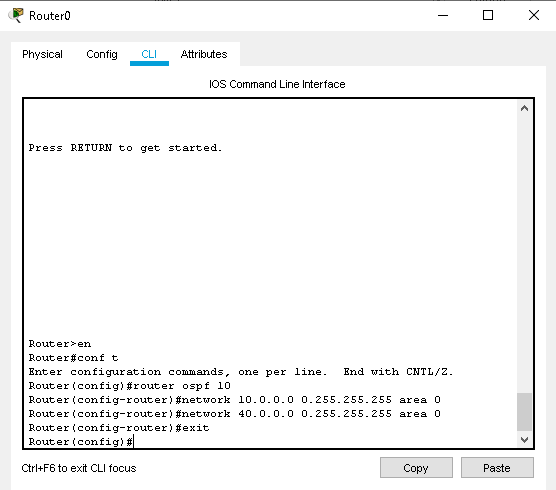 Router0
Physical Config CLI Attributes
IOS Command Line Interface
Press RETURN to get started.
Router>en
Router#conf t
Enter configuration commands, one per line.  End with CNTL/Z.
Router(config)#router ospf 10
Router(config-router)#network 10.0.0.0 0.255.255.255 area 0
Router(config-router)#network 40.0.0.0 0.255.255.255 area 0
Router(config-router)#exit
Router(config)#
Ctrl+F6 to exit CLI focus Copy Paste